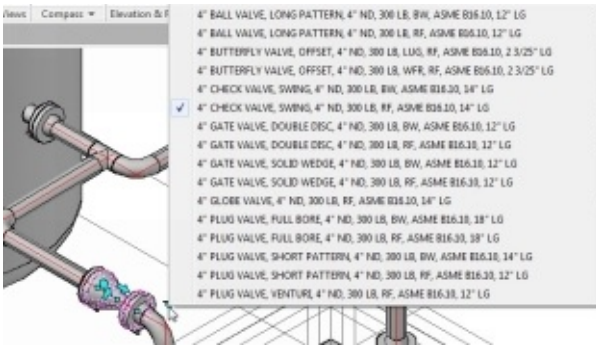 Views Compass Elevation &
4" BALL VALVE, LONG PATTERN, 4" ND, 300 LB, BW, ASME B16.10, 12" LG
4" BALL VALVE, LONG PATTERN, 4" ND, 300 LB, RF, ASME B16.10, 12" LG
4" BUTTERFLY VALVE, OFFSET, 4" ND, 300 LB, LUG, RF, ASME B16.10, 2 3/25" LG
4" BUTTERFLY VALVE, OFFSET, 4" ND, 300 LB, WFR, RF, ASME B16.10, 2 3/25" LG
4" CHECK VALVE, SWING, 4" ND, 300 LB, BW, ASME B16.10, 14" LG
4" CHECK VALVE, SWING, 4" ND, 300 LB, RF, ASME B16.10, 14" LG
4" GATE VALVE, DOUBLE DISC, 4" ND, 300 LB, BW, ASME B16.10, 12" LG
4" GATE VALVE, DOUBLE DISC, 4" ND, 300 LB, RF, ASME B16.10, 12" LG
4" GATE VALVE, SOLID WEDGE, 4" ND, 300 LB, BW, ASME B16.10, 12" LG
4" GATE VALVE, SOLID WEDGE, 4" ND, 300 LB, RF, ASME B16.10, 12" LG
4" GLOBE VALVE, 4" ND, 300 LB, RF, ASME B16.10, 14" LG
4" PLUG VALVE, FULL BORE, 4" ND, 300 LB, BW, ASME B16.10, 18" LG
4" PLUG VALVE, FULL BORE, 4" ND, 300 LB, RF, ASME B16.10, 18" LG
4" PLUG VALVE, SHORT PATTERN, 4" ND, 300 LB, BW, ASME B16.10, 14" LG
4" PLUG VALVE, SHORT PATTERN, 4" ND, 300 LB, RF, ASME B16.10, 12" LG
4" PLUG VALVE, VENTURI, 4" ND, 300 LB, RF, ASME B16.10, 12" LG